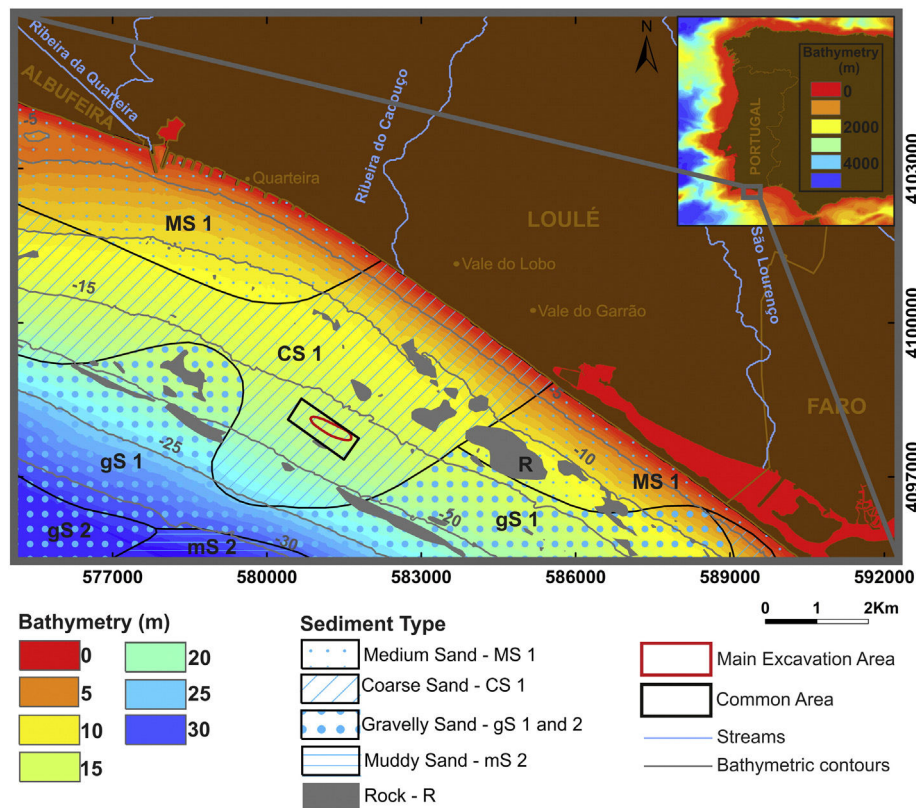 N
Bathymetry
(m)
0
2000
4000
PORTUGAL
Ribeira da Quarteira
ALBUFEIRA
-5
Quarteira
Ribeira do Cacouço
LOULÉ
São Lourenço
MS 1
Vale do Lobo
Vale do Garrão
-15
CS 1
-5
FARO
-10
R
MS 1
-25
gS 1
gS 1
-50
gS 2
mS 2
-30
4103000
4100000
4097000
577000
580000
583000
586000
589000
592000
0 1 2Km
Bathymetry (m)
0
5
10
15
20
25
30
Sediment Type
Medium Sand - MS 1
Coarse Sand - CS 1
Gravelly Sand - gS 1 and 2
Muddy Sand - mS 2
Rock - R
Main Excavation Area
Common Area
Streams
Bathymetric contours